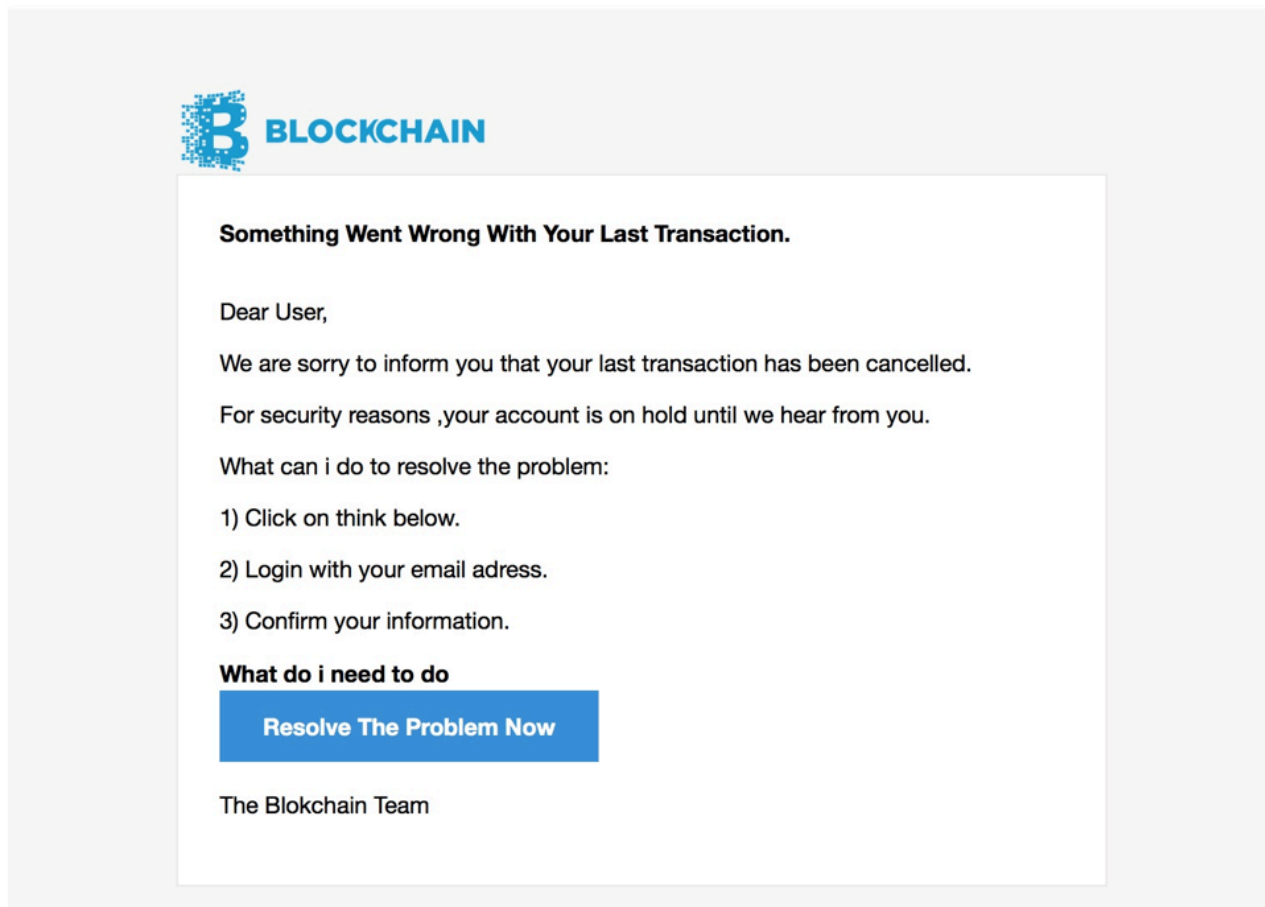 BLOCKCHAIN
Something Went Wrong With Your Last Transaction.
Dear User,
We are sorry to inform you that your last transaction has been cancelled.
For security reasons ,your account is on hold until we hear from you.
What can i do to resolve the problem:
1) Click on think below.
2) Login with your email adress.
3) Confirm your information.
What do i need to do
Resolve The Problem Now
The Blokchain Team